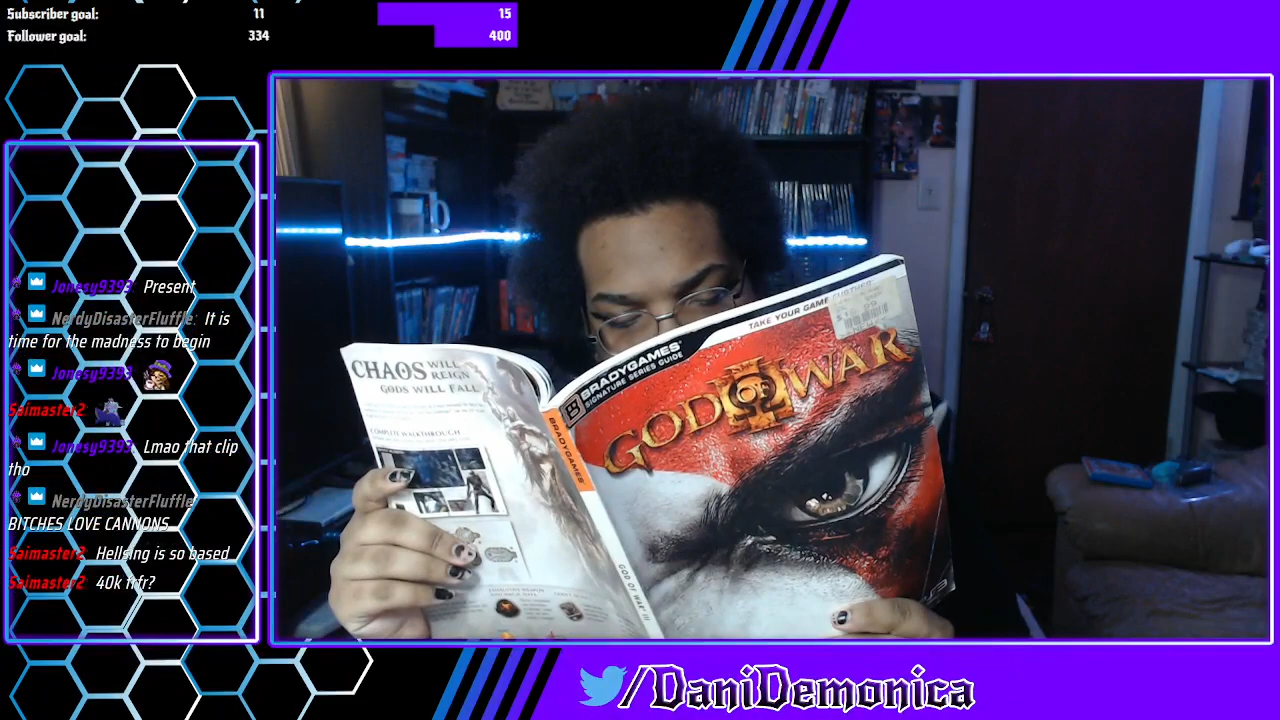 Subscriber goal: 11 15
Follower goal: 334 400
Jonesy9393: Present
NerdyDisasterFluffle: It is
time for the madness to begin
Jonesy9393:
Saimaster2:
Jonesy9393: Lmao that clip
tho
NerdyDisasterFluffle:
BITCHES LOVE CANNONS
Saimaster2: Hellsing is so based
Saimaster2: 40k frfr?
CHAOS WILL
REIGN
GODS WILL FALL
COMPLETE WALKTHROUGH
BRADYGAMES
GOD OF WAR III
BRADYGAMES
SIGNATURE SERIES GUIDE
TAKE YOUR GAME FURTHER
GOD OF WAR
III
/DaniDemonica